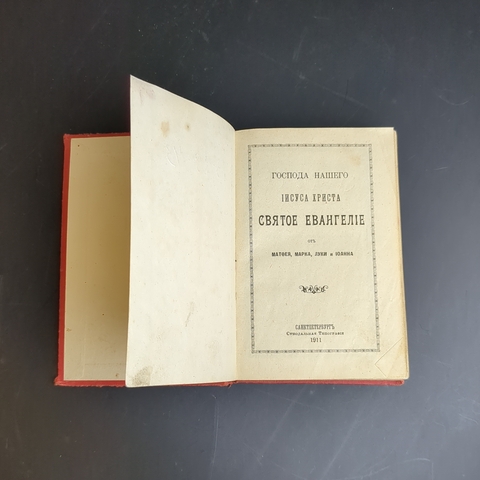 ГОСПОДА НАШЕГО
ІИСУСА ХРИСТА
СВЯТОЕ ЕВАНГЕЛІЕ
отъ
МАТѲЕЯ, МАРКА, ЛУКИ и ІОАННА
САНКТПЕТЕРБУРГЪ
Сѵнодальная Типографія
1911